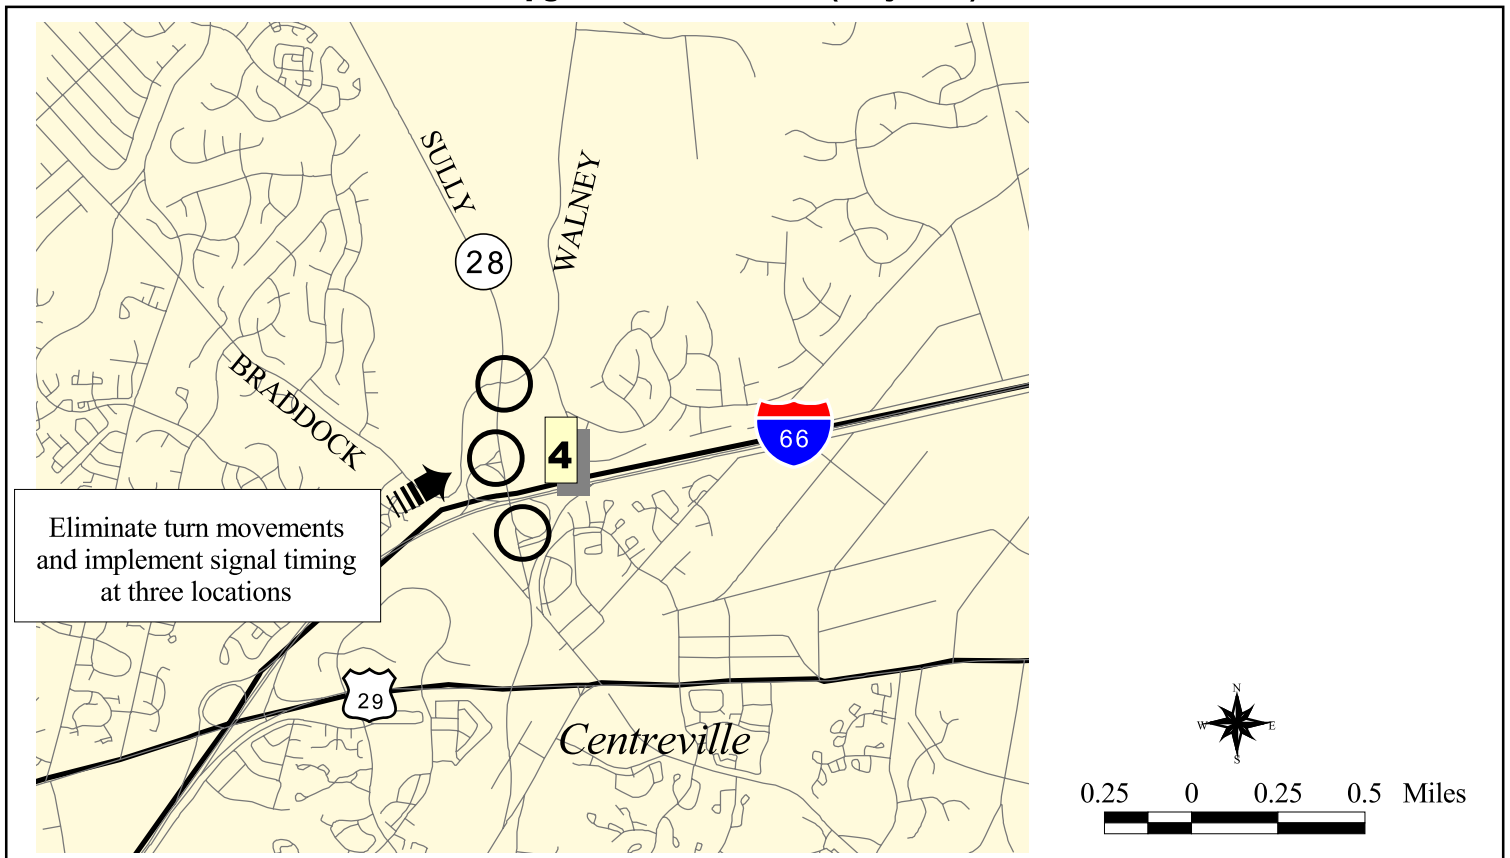 SULLY
WALNEY
28
BRADDOCK
4
66
Eliminate turn movements
and implement signal timing
at three locations
29
Centreville
N
W E
S
0.25 0 0.25 0.5 Miles